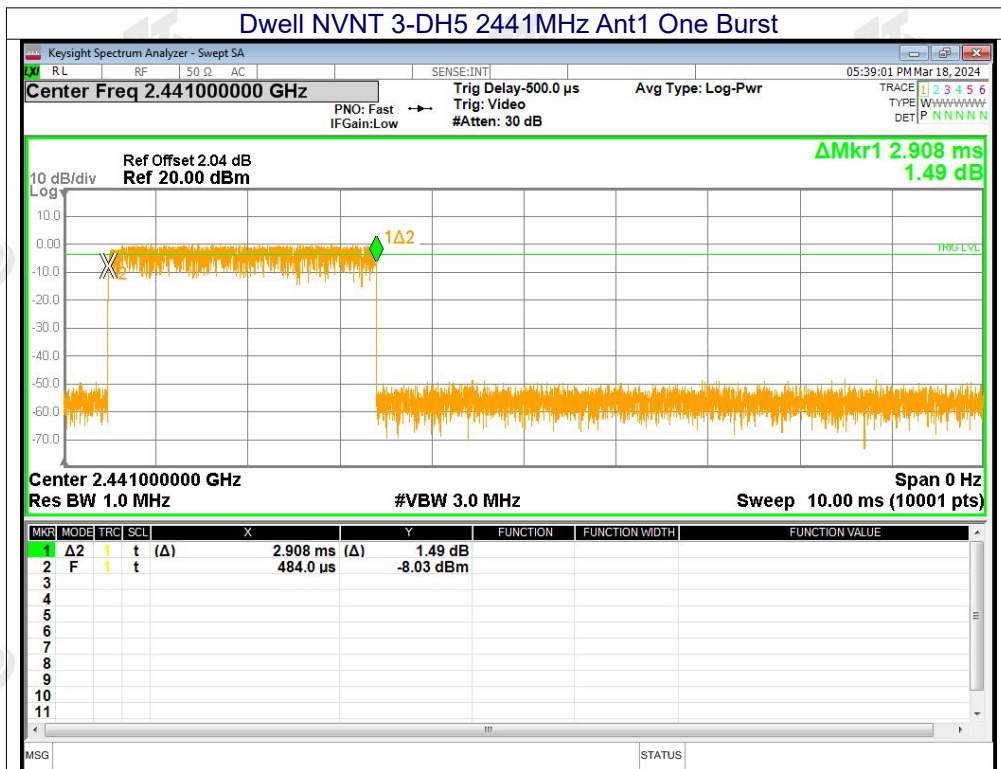 Dwell NVNT 3-DH5 2441MHz Ant1 One Burst
Keysight Spectrum Analyzer - Swept SA
LXI RL RF 50 Ω AC SENSE:INT 05:39:01 PM Mar 18, 2024
Center Freq 2.441000000 GHz
PNO: Fast
IFGain:Low
Trig Delay-500.0 µs
Trig: Video
#Atten: 30 dB
Avg Type: Log-Pwr
TRACE 1 2 3 4 5 6
TYPE WWWWWWW
DET P N N N N N
ΔMkr1 2.908 ms
1.49 dB
Ref Offset 2.04 dB
10 dB/div Ref 20.00 dBm
Log
10.0
0.00
-10.0
-20.0
-30.0
-40.0
-50.0
-60.0
-70.0
1Δ2
TRIG LVL
2
Center 2.441000000 GHz Span 0 Hz
Res BW 1.0 MHz #VBW 3.0 MHz Sweep 10.00 ms (10001 pts)
MKR MODE TRC SCL X Y FUNCTION FUNCTION WIDTH FUNCTION VALUE
1 Δ2 1 t (Δ) 2.908 ms (Δ) 1.49 dB
2 F 1 t 484.0 µs -8.03 dBm
3
4
5
6
7
8
9
10
11
MSG STATUS